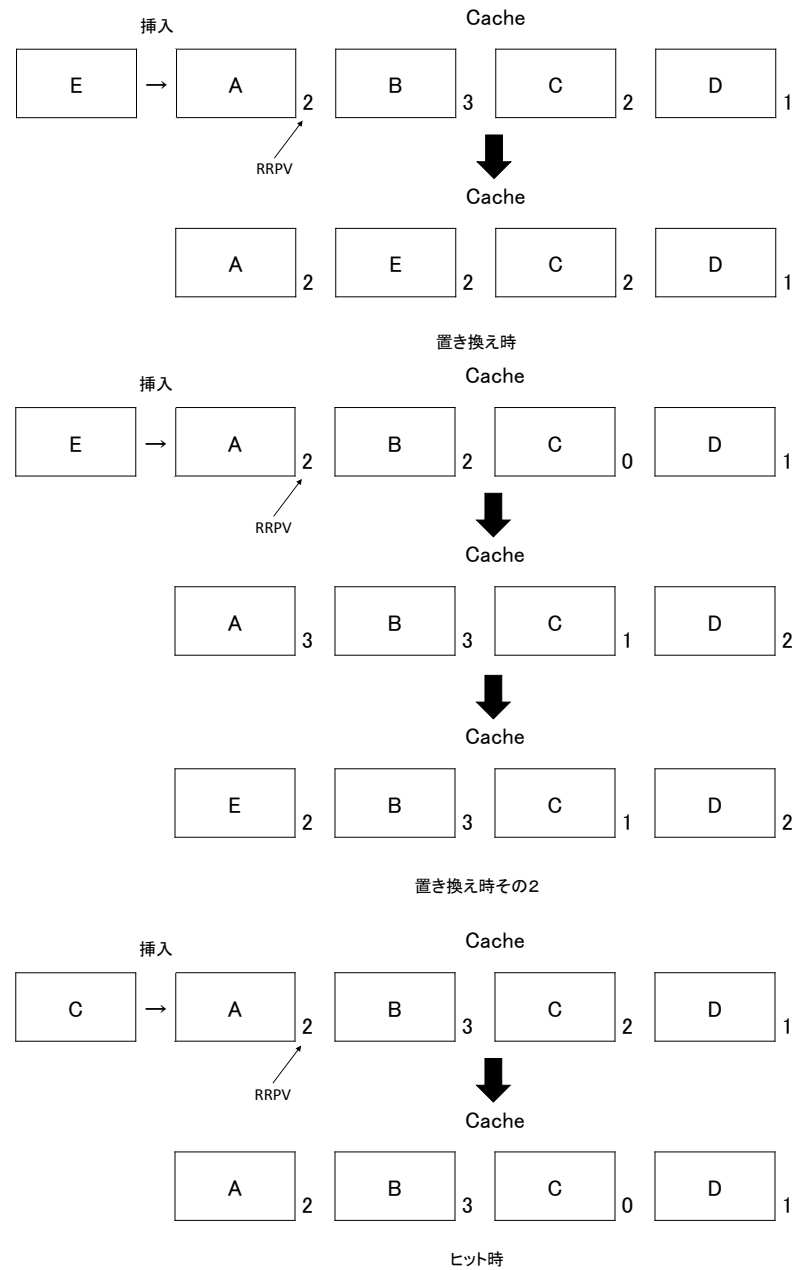 挿入 Cache
E → A 2 B 3 C 2 D 1
RRPV
Cache
A 2 E 2 C 2 D 1
置き換え時
Cache
挿入
E → A 2 B 2 C 0 D 1
RRPV
Cache
A 3 B 3 C 1 D 2
Cache
E 2 B 3 C 1 D 2
置き換え時その２
挿入 Cache
C → A 2 B 3 C 2 D 1
RRPV
Cache
A 2 B 3 C 0 D 1
ヒット時